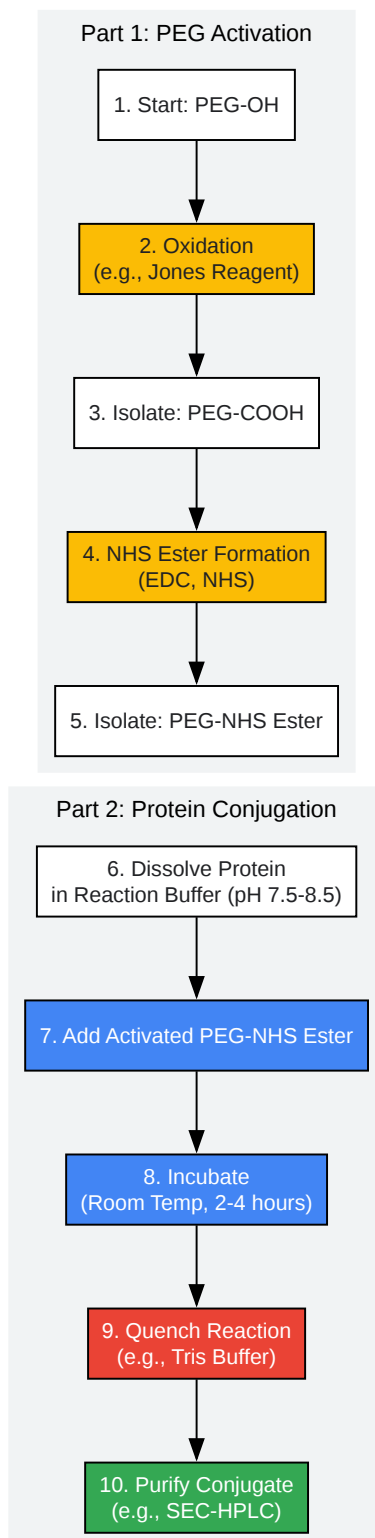 Part 1: PEG Activation
1. Start: PEG-OH
2. Oxidation
(e.g., Jones Reagent)
3. Isolate: PEG-COOH
4. NHS Ester Formation
(EDC, NHS)
5. Isolate: PEG-NHS Ester
Part 2: Protein Conjugation
6. Dissolve Protein
in Reaction Buffer (pH 7.5-8.5)
7. Add Activated PEG-NHS Ester
8. Incubate
(Room Temp, 2-4 hours)
9. Quench Reaction
(e.g., Tris Buffer)
10. Purify Conjugate
(e.g., SEC-HPLC)